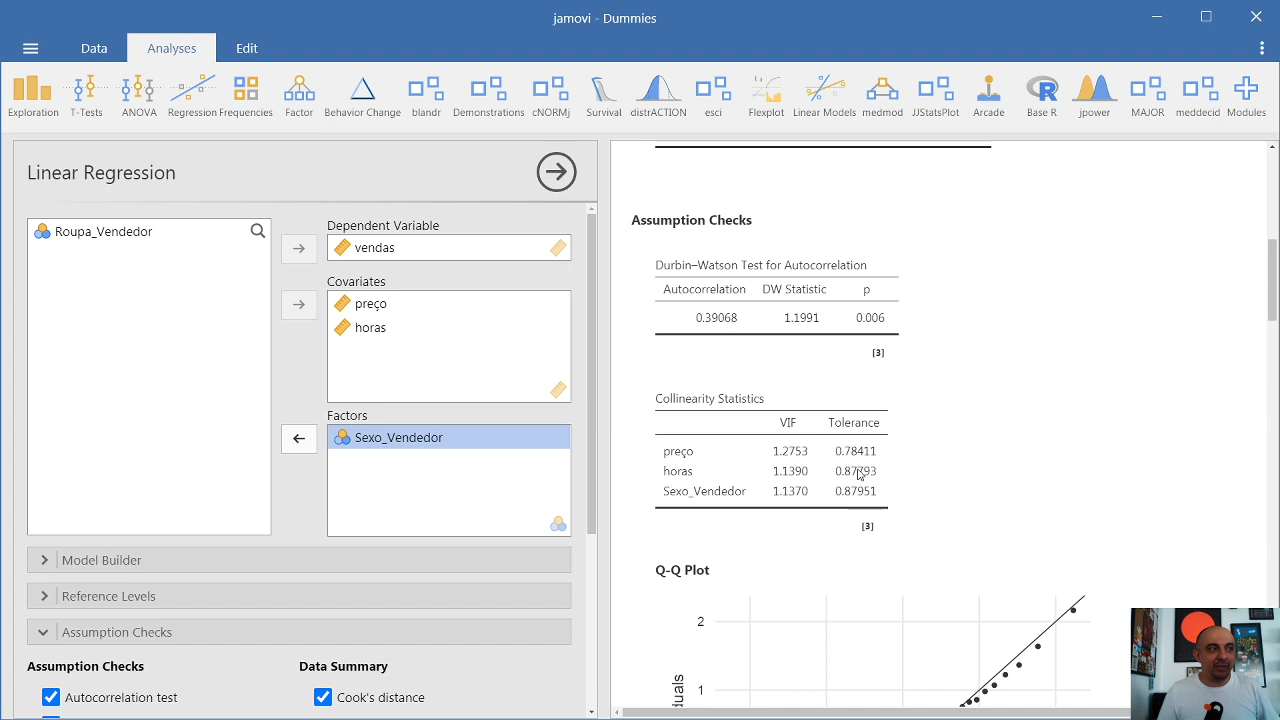 jamovi - Dummies
Data Analyses Edit
Exploration T-Tests ANOVA Regression Frequencies Factor Behavior Change blandr Demonstrations cNORMj Survival distrACTION esci Flexplot Linear Models medmod JJStatsPlot Arcade Base R jpower MAJOR meddecid Modules
Linear Regression
Roupa_Vendedor
Dependent Variable
vendas
Covariates
preço
horas
Factors
Sexo_Vendedor
Model Builder
Reference Levels
Assumption Checks
Assumption Checks Data Summary
Autocorrelation test Cook's distance
Assumption Checks
Durbin–Watson Test for Autocorrelation
Autocorrelation DW Statistic p
0.39068 1.1991 0.006
[3]
Collinearity Statistics
VIF Tolerance
preço 1.2753 0.78411
horas 1.1390 0.87793
Sexo_Vendedor 1.1370 0.87951
[3]
Q-Q Plot
2
1